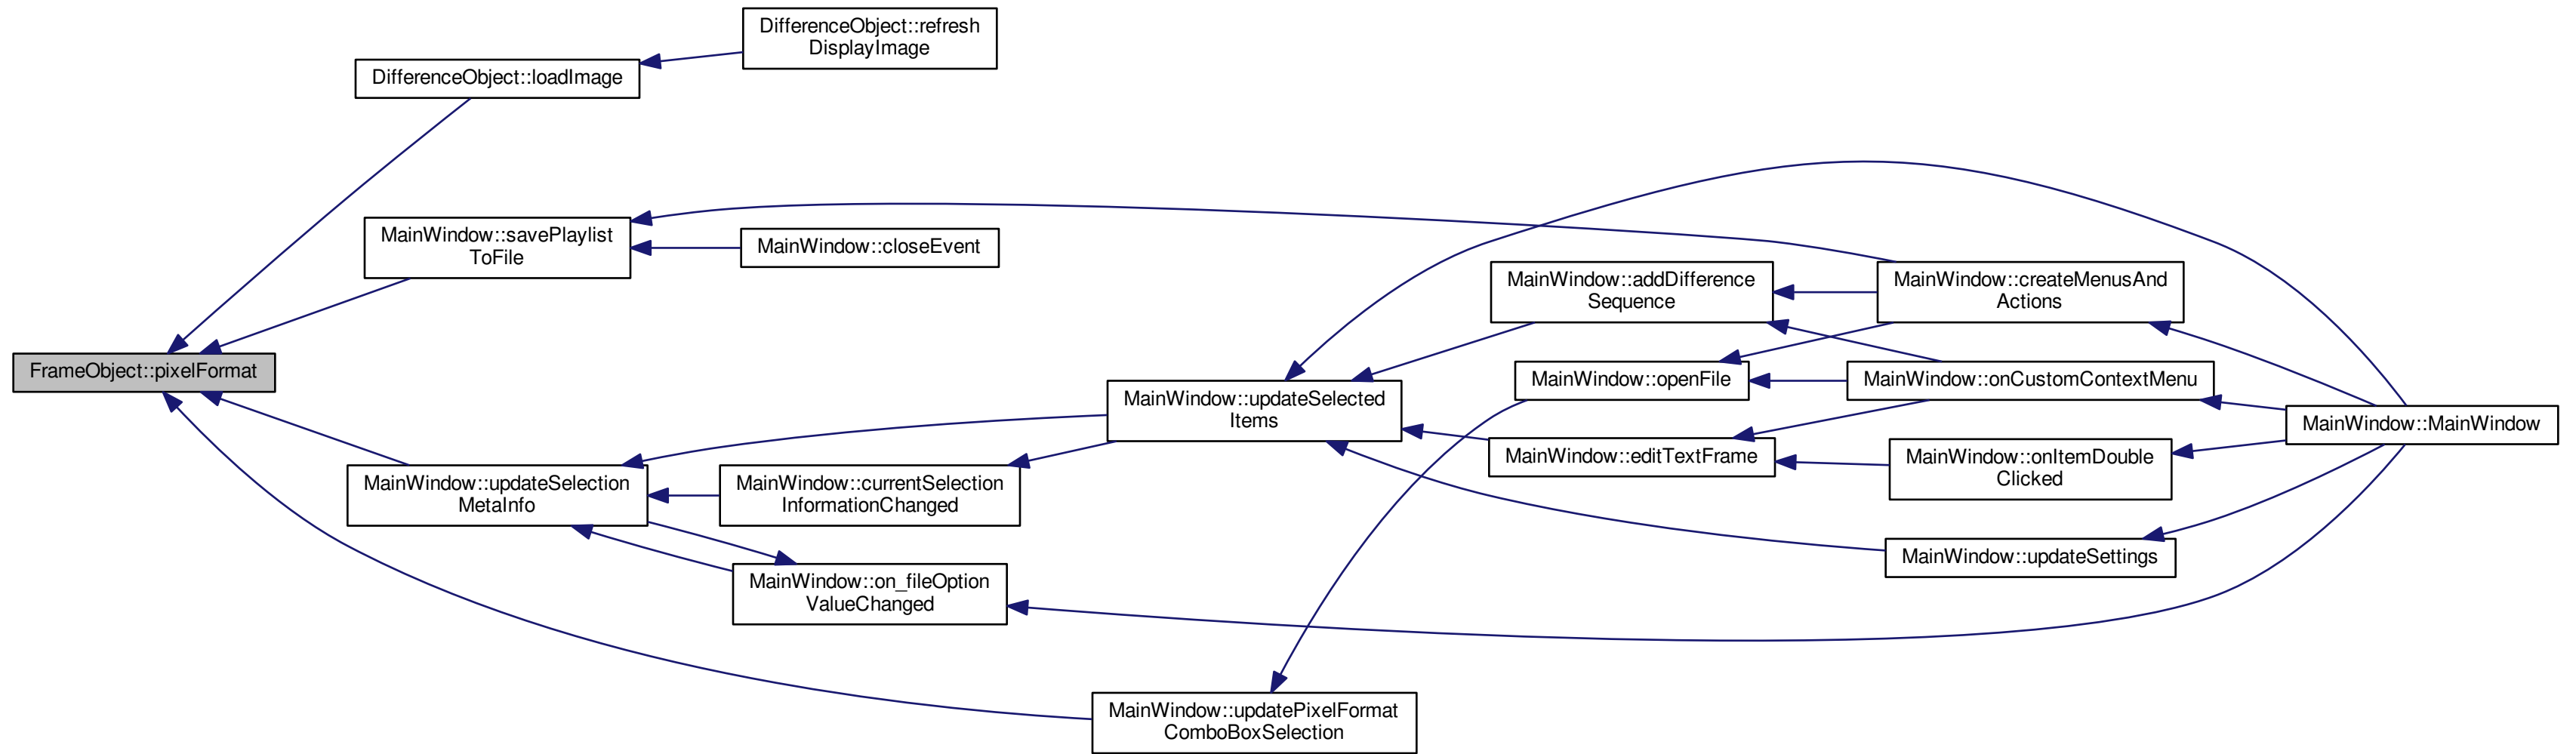 DifferenceObject::refresh
DisplayImage
DifferenceObject::loadImage
MainWindow::savePlaylist
ToFile
MainWindow::closeEvent
MainWindow::addDifference
Sequence
MainWindow::createMenusAnd
Actions
FrameObject::pixelFormat
MainWindow::openFile
MainWindow::onCustomContextMenu
MainWindow::updateSelected
Items
MainWindow::MainWindow
MainWindow::editTextFrame
MainWindow::onItemDouble
Clicked
MainWindow::updateSelection
MetaInfo
MainWindow::currentSelection
InformationChanged
MainWindow::updateSettings
MainWindow::on_fileOption
ValueChanged
MainWindow::updatePixelFormat
ComboBoxSelection